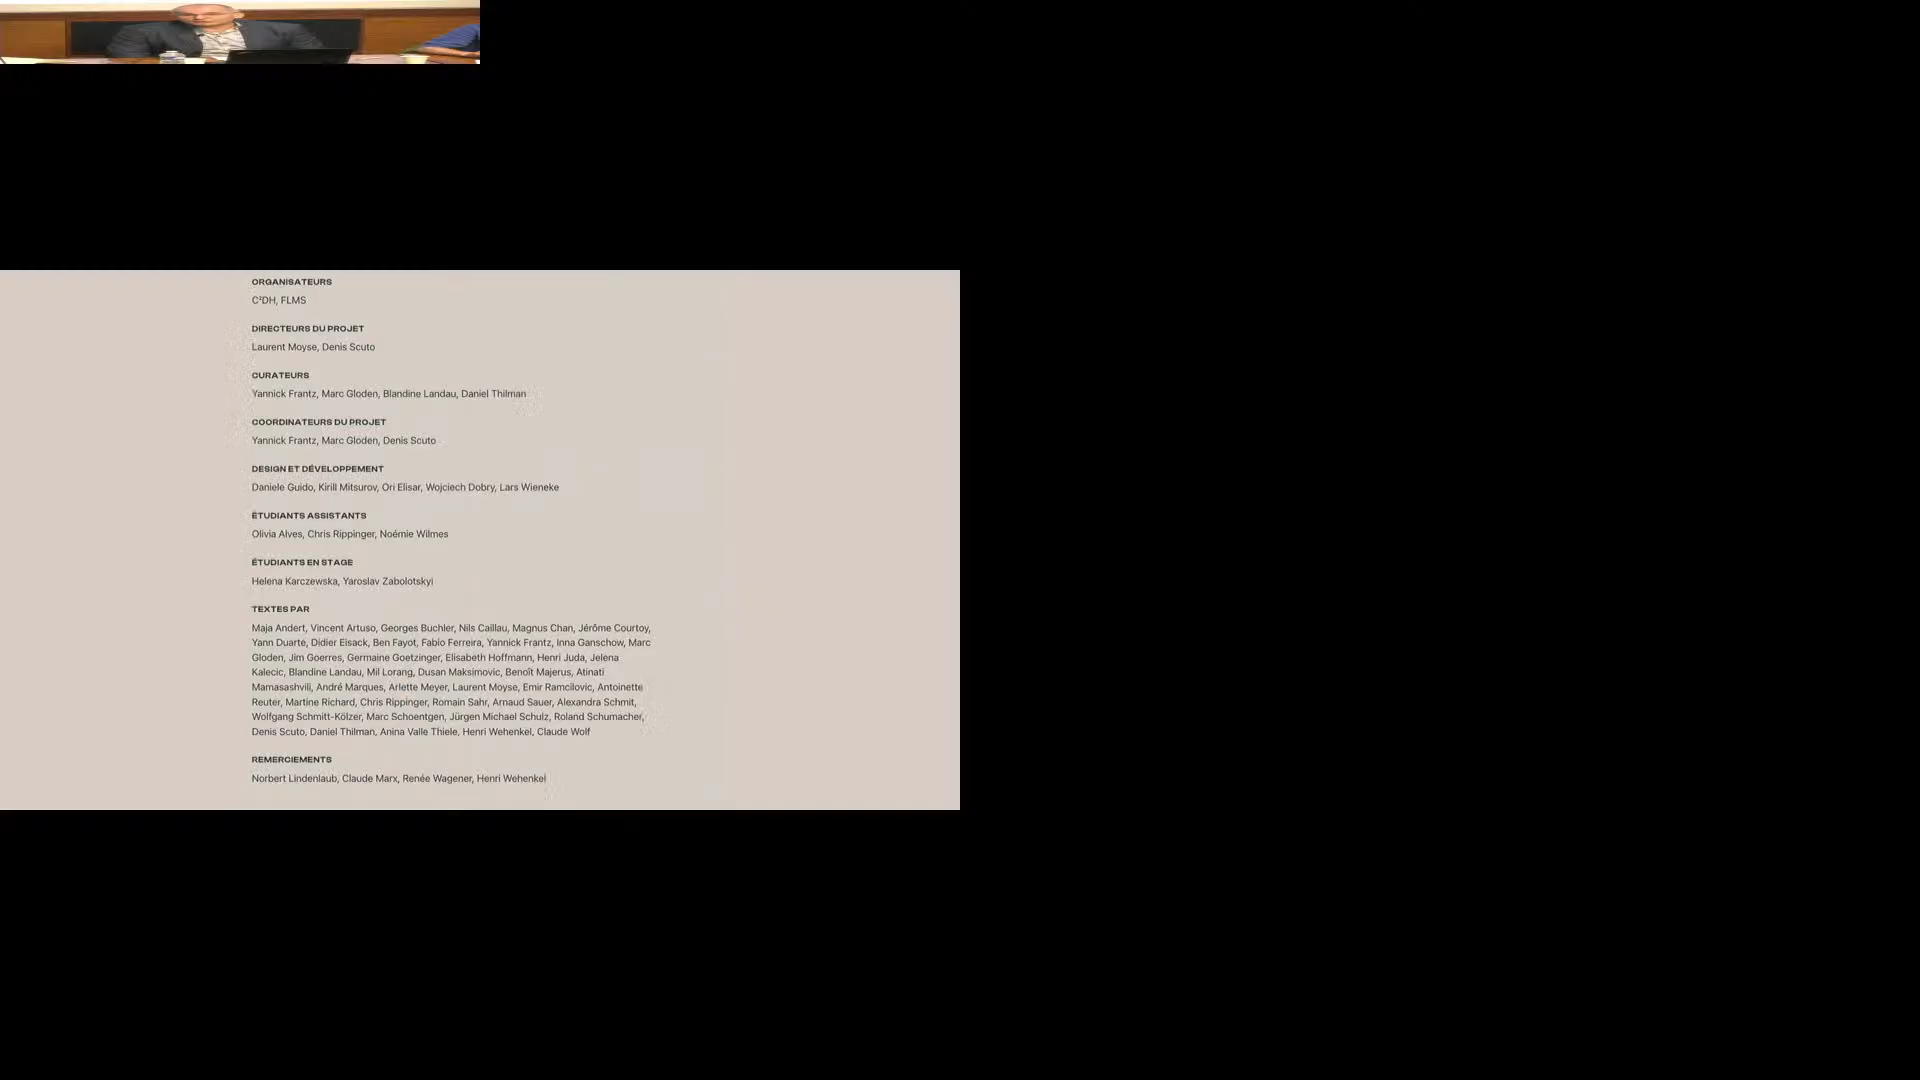 ORGANISATEURS
C²DH, FLMS
DIRECTEURS DU PROJET
Laurent Moyse, Denis Scuto
CURATEURS
Yannick Frantz, Marc Gloden, Blandine Landau, Daniel Thilman
COORDINATEURS DU PROJET
Yannick Frantz, Marc Gloden, Denis Scuto
DESIGN ET DÉVELOPPEMENT
Daniele Guido, Kirill Mitsurov, Ori Elisar, Wojciech Dobry, Lars Wieneke
ÉTUDIANTS ASSISTANTS
Olivia Alves, Chris Rippinger, Noémie Wilmes
ÉTUDIANTS EN STAGE
Helena Karczewska, Yaroslav Zabolotskyi
TEXTES PAR
Maja Andert, Vincent Artuso, Georges Buchler, Nils Caillau, Magnus Chan, Jérôme Courtoy,
Yann Duarte, Didier Eisack, Ben Fayot, Fabio Ferreira, Yannick Frantz, Inna Ganschow, Marc
Gloden, Jim Goerres, Germaine Goetzinger, Elisabeth Hoffmann, Henri Juda, Jelena
Kalecic, Blandine Landau, Mil Lorang, Dusan Maksimovic, Benoît Majerus, Atinati
Mamasashvili, André Marques, Arlette Meyer, Laurent Moyse, Emir Ramcilovic, Antoinette
Reuter, Martine Richard, Chris Rippinger, Romain Sahr, Arnaud Sauer, Alexandra Schmit,
Wolfgang Schmitt-Kölzer, Marc Schoentgen, Jürgen Michael Schulz, Roland Schumacher,
Denis Scuto, Daniel Thilman, Anina Valle Thiele, Henri Wehenkel, Claude Wolf
REMERCIEMENTS
Norbert Lindenlaub, Claude Marx, Renée Wagener, Henri Wehenkel